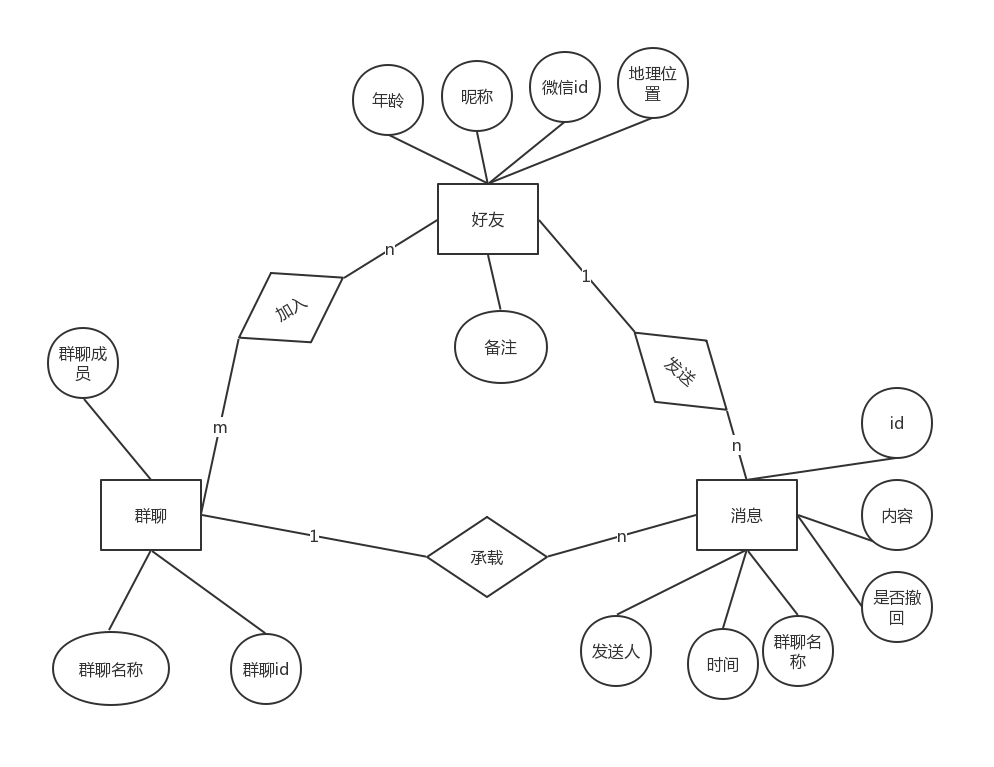 年龄
昵称
微信id
地理位
置
好友
n
1
加入
备注
发送
群聊成
员
m
n
id
群聊
消息
内容
1
n
承载
是否撤
回
群聊名称
群聊id
发送人
时间
群聊名
称